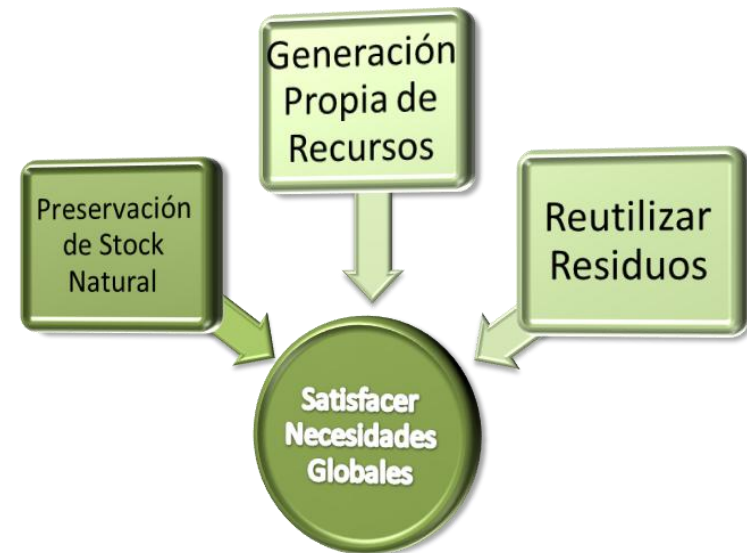 Generación
Propia de
Recursos
Preservación
de Stock
Natural
Reutilizar
Residuos
Satisfacer
Necesidades
Globales